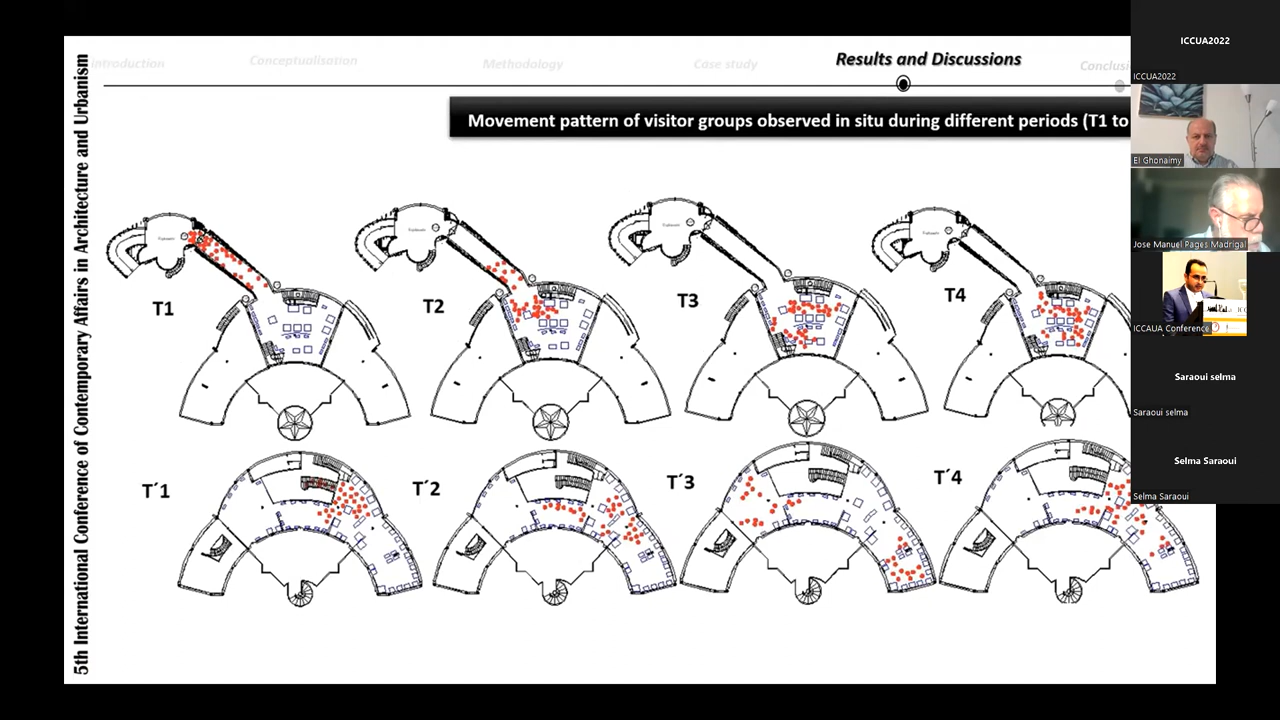 5th International Conference of Contemporary Affairs in Architecture and Urbanism
Introduction
Conceptualisation
Methodology
Case study
Results and Discussions
Conclusi
Movement pattern of visitor groups observed in situ during different periods (T1 to
T1
T2
T3
T4
T´1
T´2
T´3
T´4
ICCUA2022
ICCUA2022
El Ghonaimy
Jose Manuel Pages Madrigal
ICCAUA Conference
Saraoui selma
Saraoui selma
Selma Saraoui
Selma Saraoui